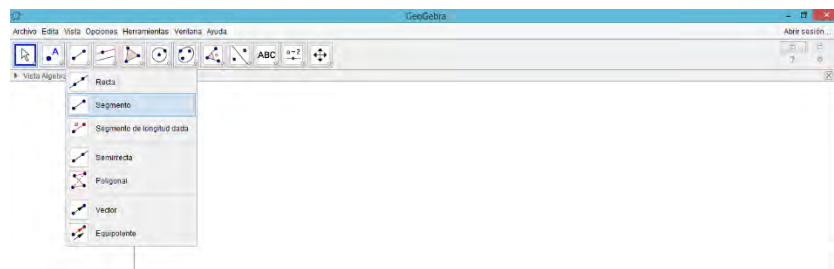 GeoGebra
Archivo Edita Vista Opciones Herramientas Ventana Ayuda
Abrir sesión...
A
ABC
a=2
?
Vista Algebra
Recta
Segmento
Segmento de longitud dada
Semirrecta
Poligonal
Vector
Equipolente